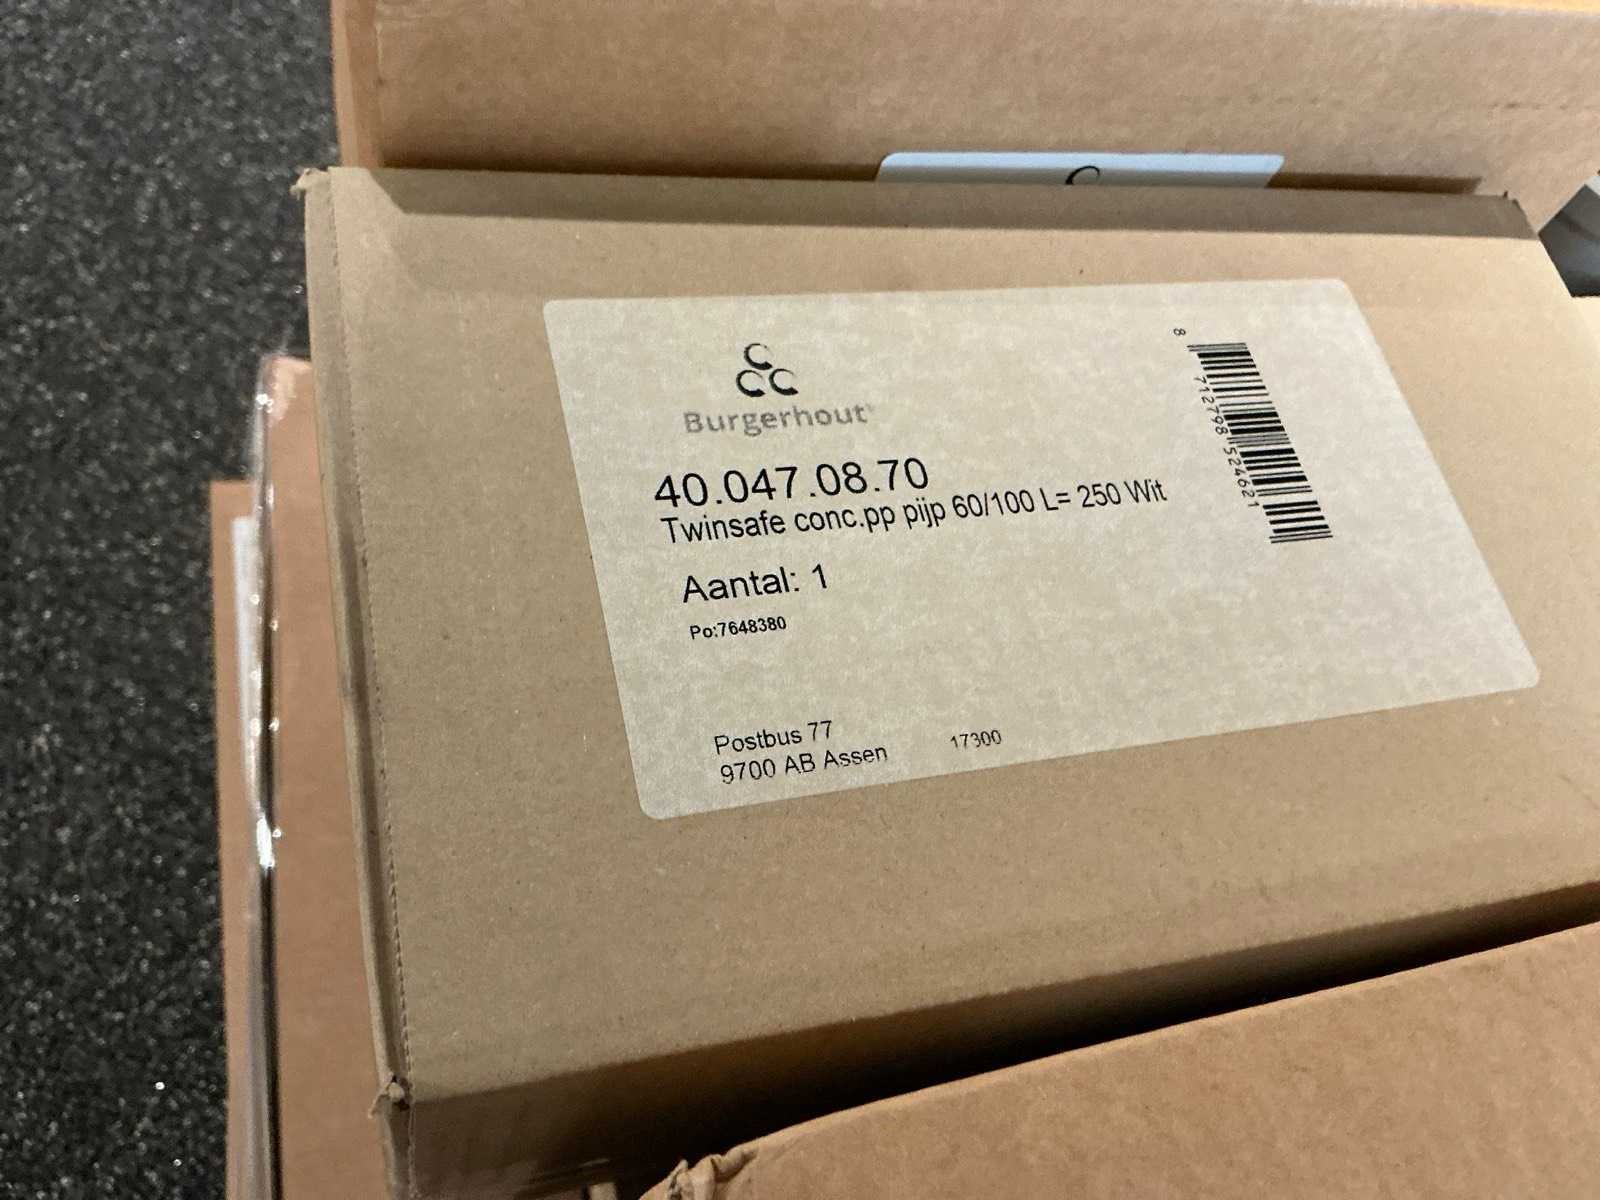 Burgerhout
40.047.08.70
Twinsafe conc.pp pijp 60/100 L= 250 Wit
Aantal: 1
Po:7648380
Postbus 77
9700 AB Assen
17300
8 712798 524621